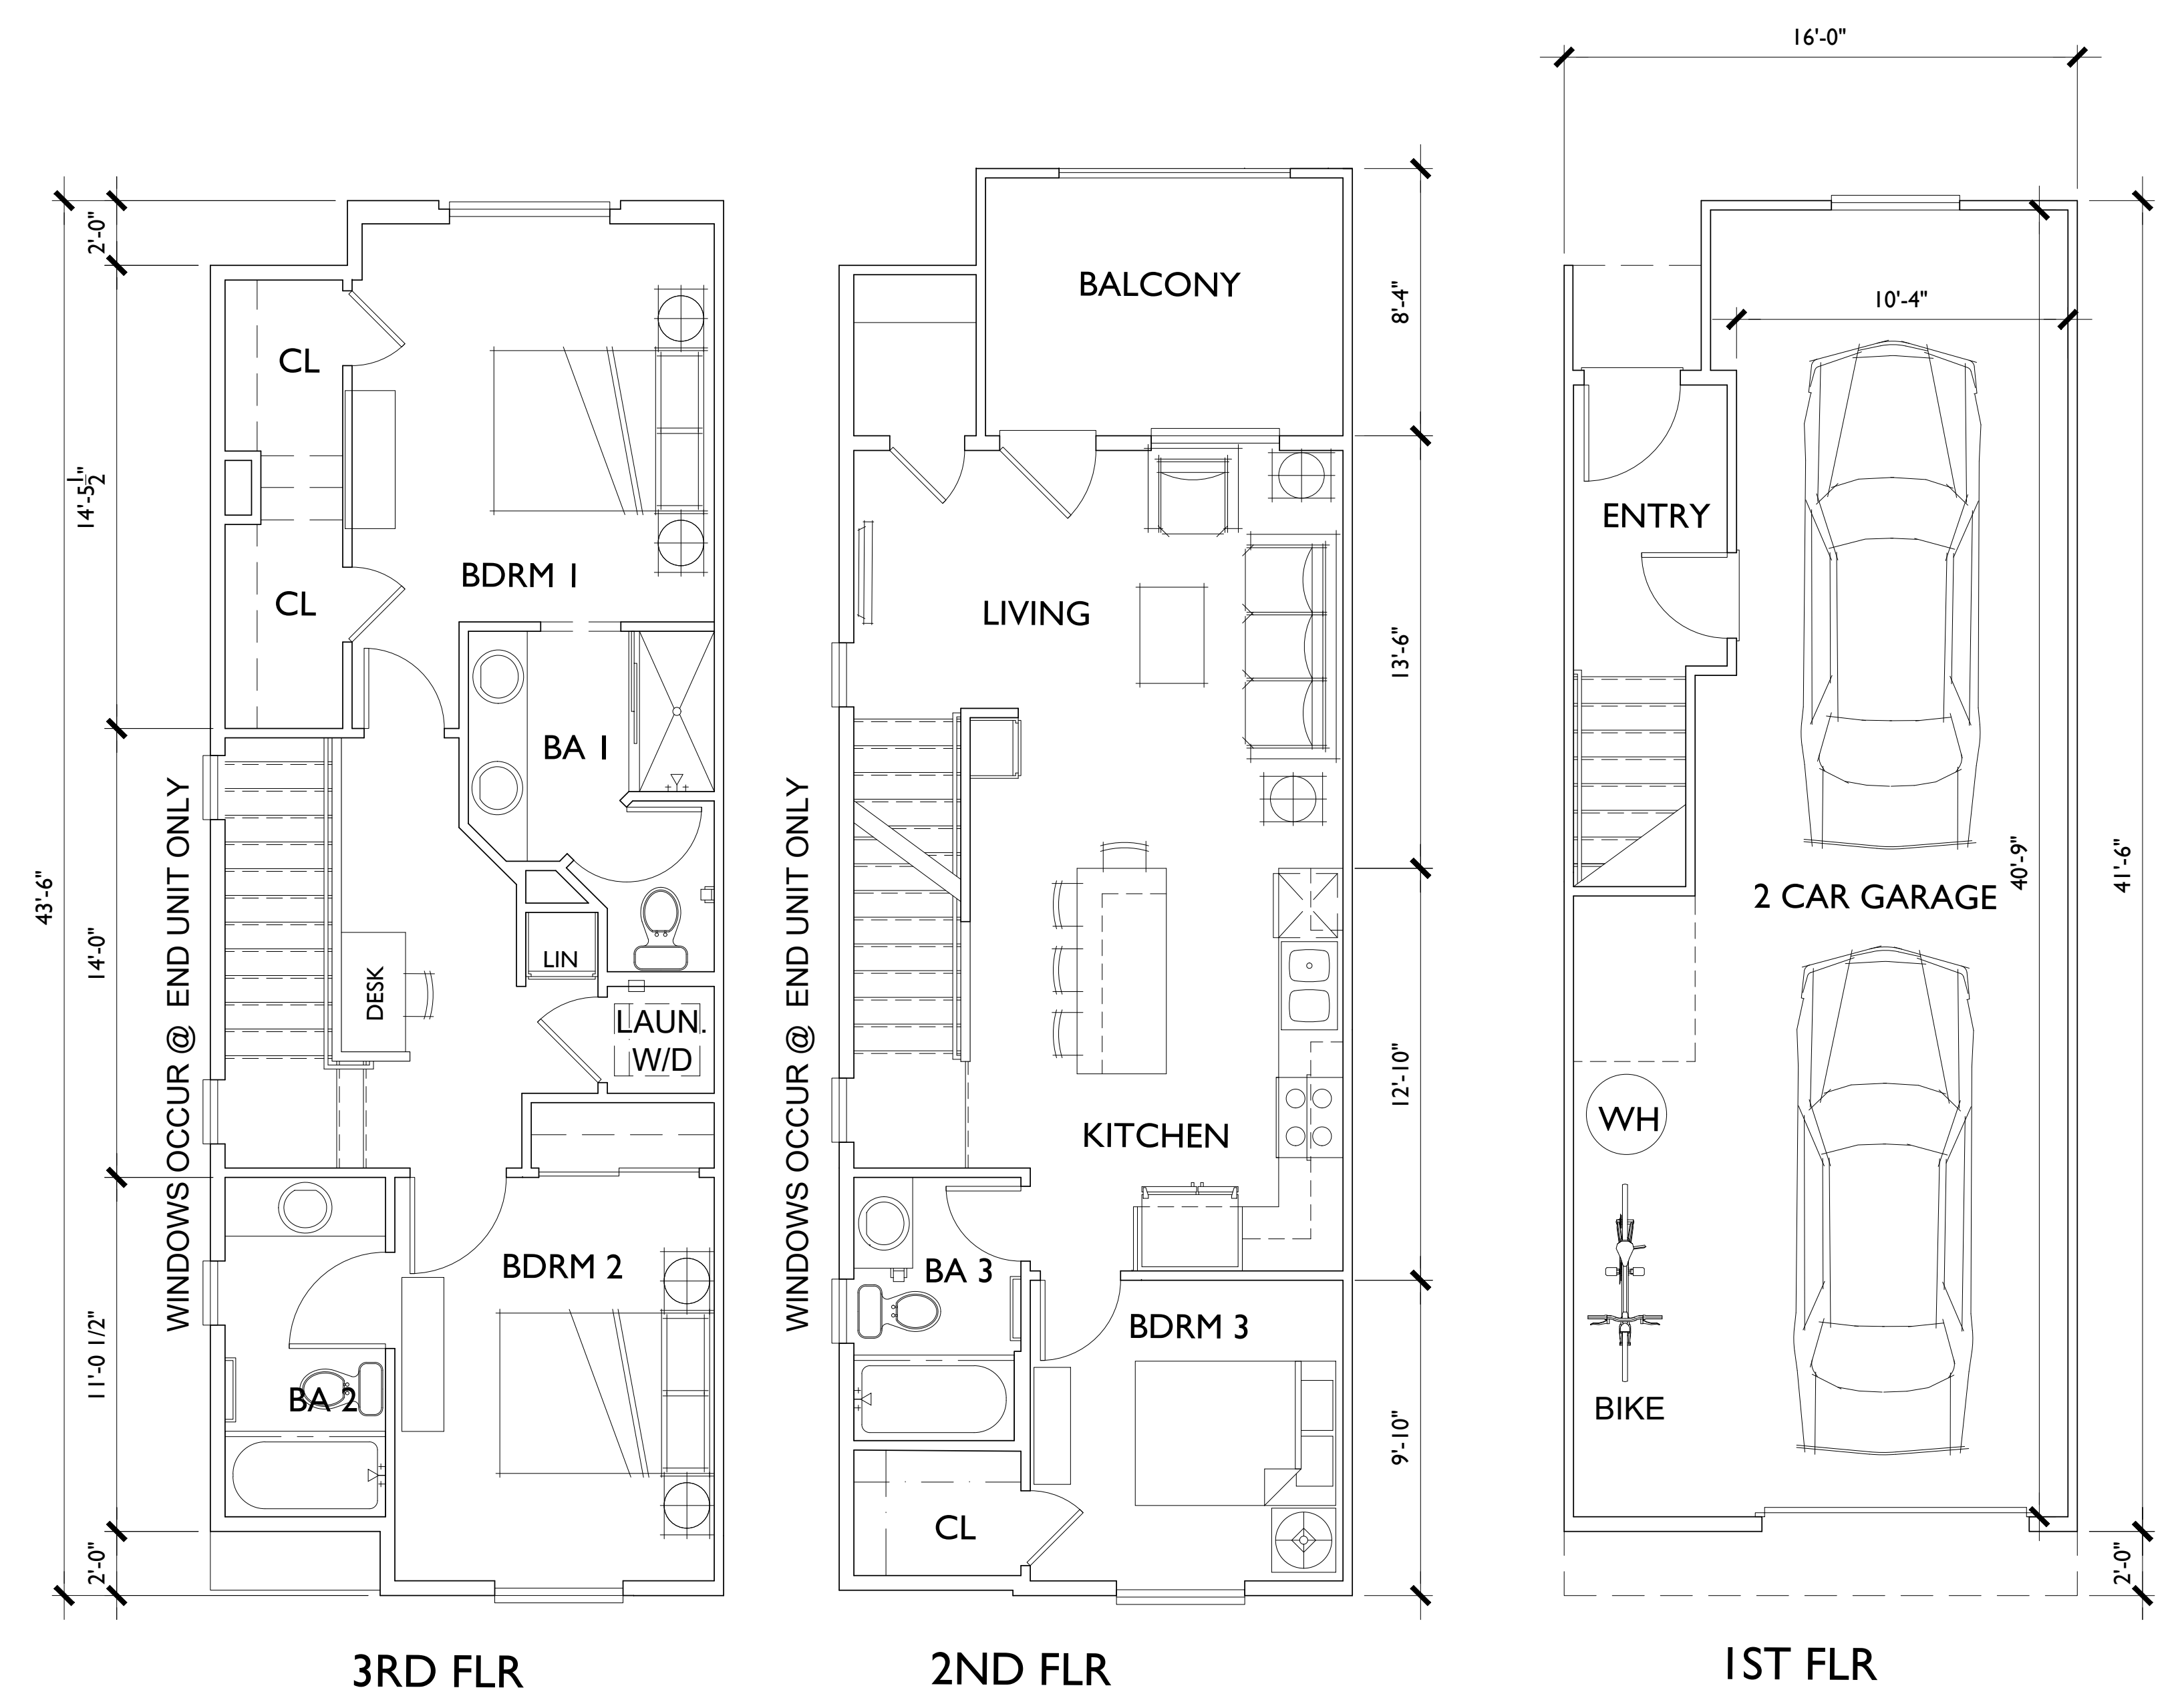 16'-0"
2'-0"
14'-5 1/2"
43'-6"
14'-0"
11'-0 1/2"
2'-0"
WINDOWS OCCUR @ END UNIT ONLY
CL
CL
BDRM 1
BA 1
LIN
DESK
LAUN.
W/D
BDRM 2
BA 2
3RD FLR
WINDOWS OCCUR @ END UNIT ONLY
BALCONY
LIVING
KITCHEN
BA 3
BDRM 3
CL
8'-4"
13'-6"
12'-10"
9'-10"
2ND FLR
10'-4"
ENTRY
2 CAR GARAGE
40'-9"
41'-6"
WH
BIKE
2'-0"
1ST FLR